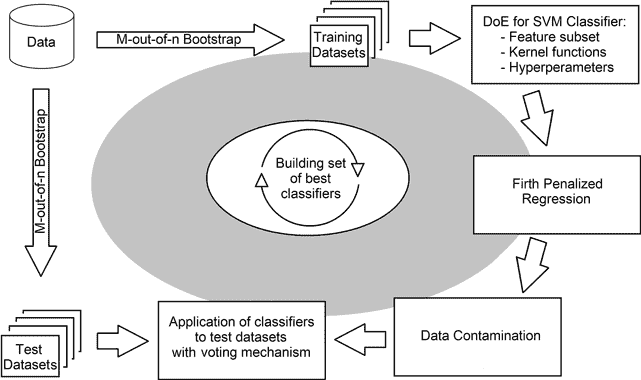 Data
M-out-of-n Bootstrap
Training
Datasets
DoE for SVM Classifier:
- Feature subset
- Kernel functions
- Hyperperameters
M-out-of-n Bootstrap
Building set
of best
classifiers
Firth Penalized
Regression
Test
Datasets
Application of classifiers
to test datasets
with voting mechanism
Data Contamination